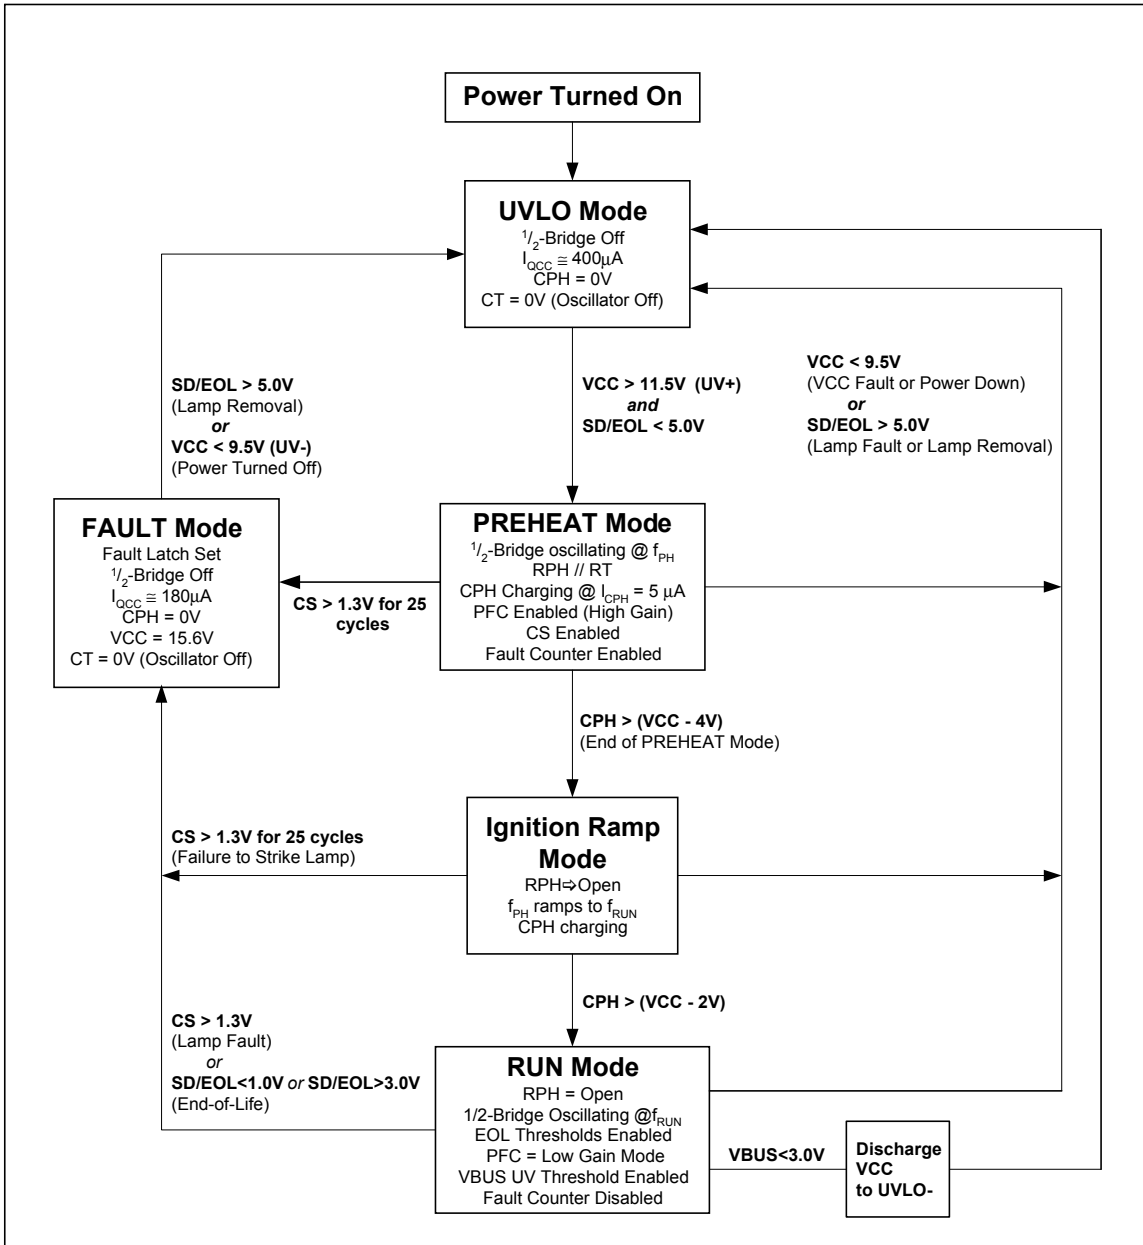 Power Turned On
UVLO Mode
1/2-Bridge Off
IQCC ≅ 400μA
CPH = 0V
CT = 0V (Oscillator Off)
SD/EOL > 5.0V
(Lamp Removal)
or
VCC < 9.5V (UV-)
(Power Turned Off)
VCC > 11.5V (UV+)
and
SD/EOL < 5.0V
VCC < 9.5V
(VCC Fault or Power Down)
or
SD/EOL > 5.0V
(Lamp Fault or Lamp Removal)
FAULT Mode
Fault Latch Set
1/2-Bridge Off
IQCC ≅ 180μA
CPH = 0V
VCC = 15.6V
CT = 0V (Oscillator Off)
CS > 1.3V for 25
cycles
PREHEAT Mode
1/2-Bridge oscillating @ fPH
RPH // RT
CPH Charging @ ICPH = 5 μA
PFC Enabled (High Gain)
CS Enabled
Fault Counter Enabled
CPH > (VCC - 4V)
(End of PREHEAT Mode)
CS > 1.3V for 25 cycles
(Failure to Strike Lamp)
Ignition Ramp
Mode
RPH⇨Open
fPH ramps to fRUN
CPH charging
CPH > (VCC - 2V)
CS > 1.3V
(Lamp Fault)
or
SD/EOL<1.0V or SD/EOL>3.0V
(End-of-Life)
RUN Mode
RPH = Open
1/2-Bridge Oscillating @fRUN
EOL Thresholds Enabled
PFC = Low Gain Mode
VBUS UV Threshold Enabled
Fault Counter Disabled
VBUS<3.0V
Discharge
VCC
to UVLO-